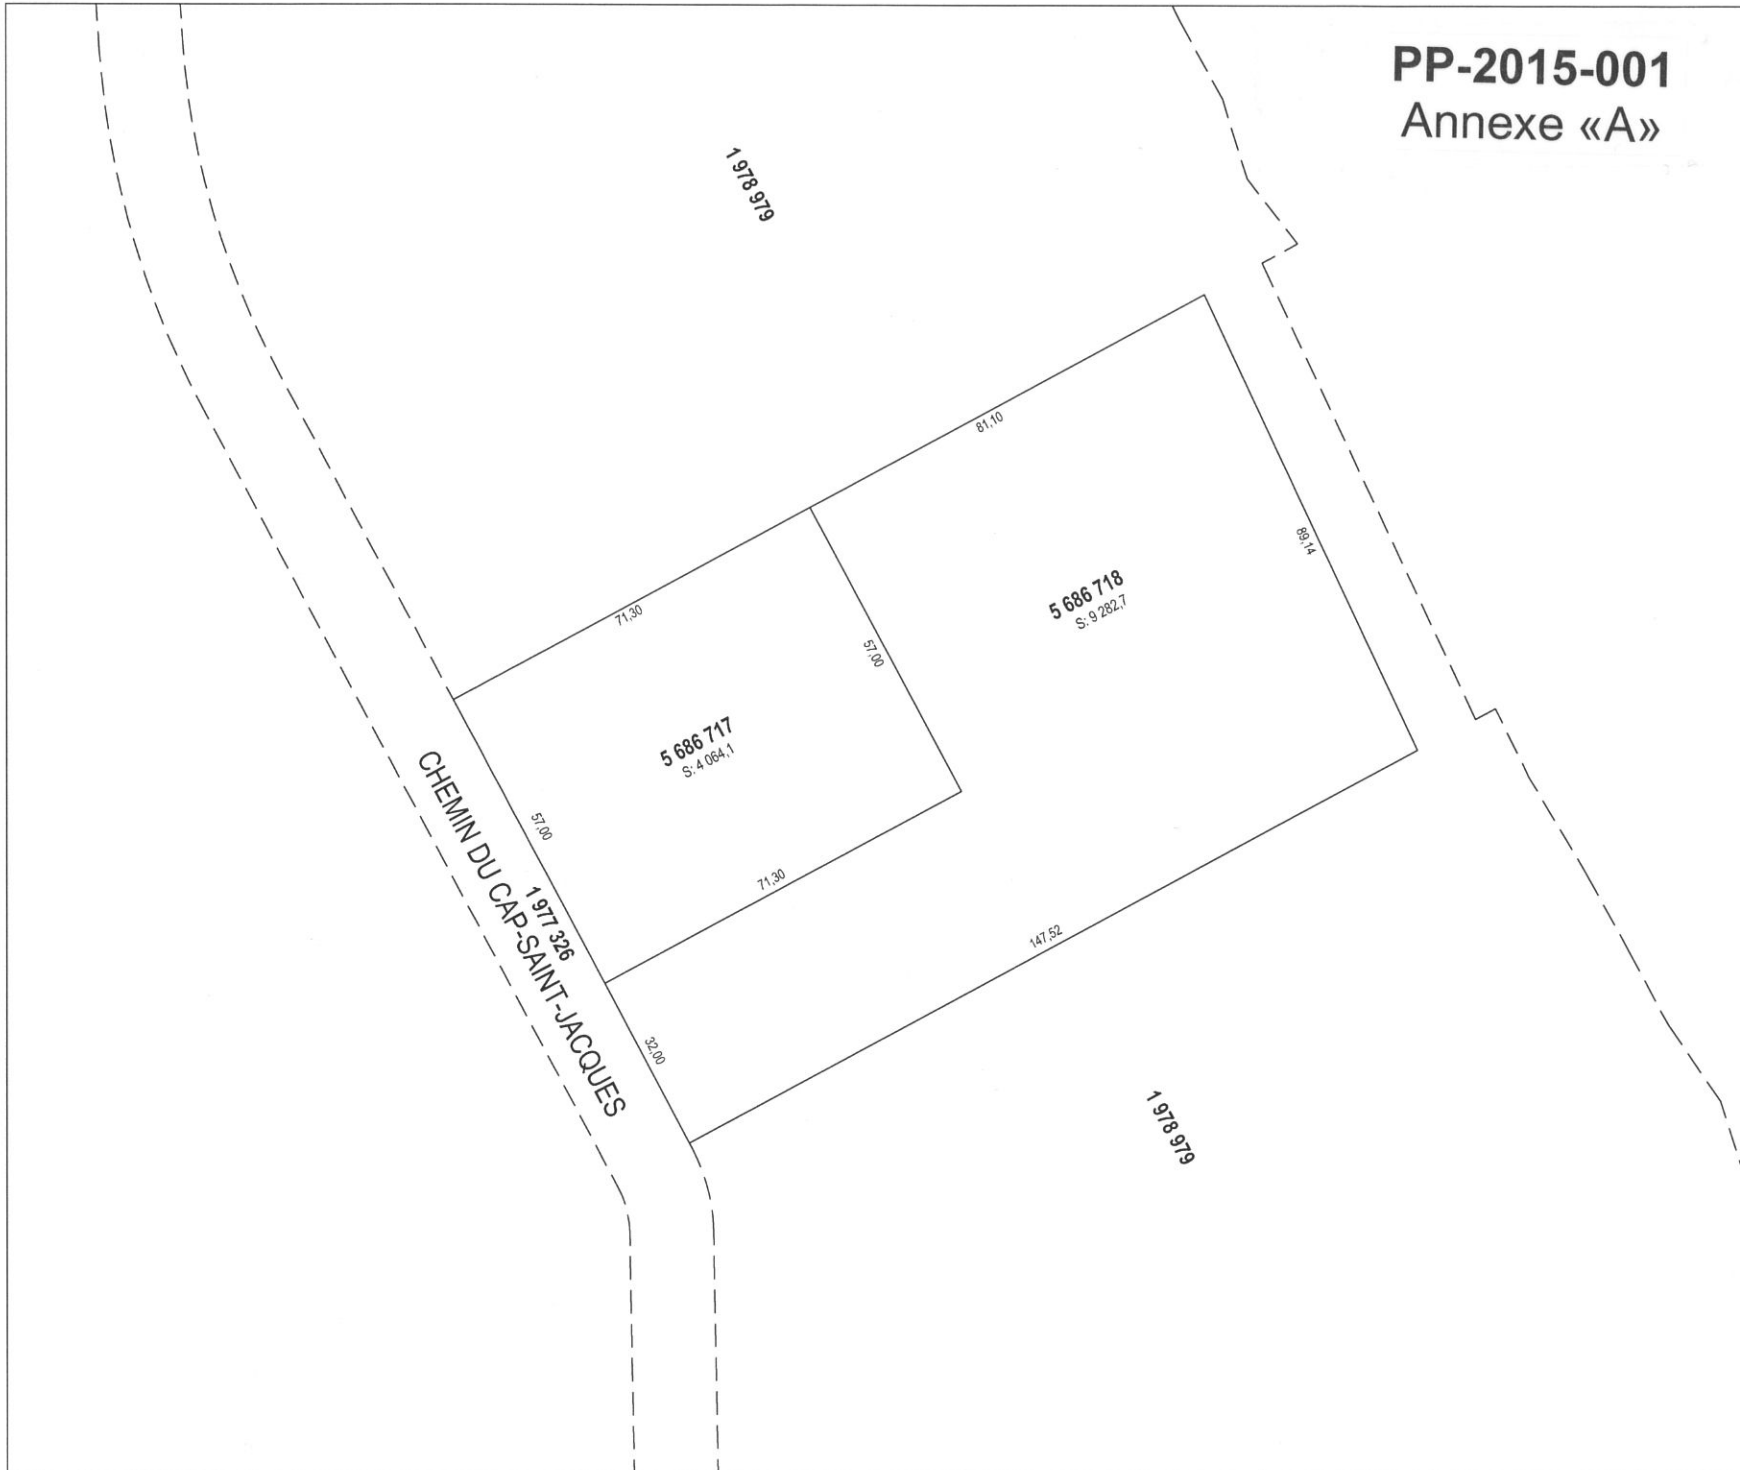 PP-2015-001
Annexe «A»
1 978 979
81,10
89,14
5 686 718
S: 9 282,7
71,30
57,00
5 686 717
S: 4 064,1
57,00
71,30
CHEMIN DU CAP-SAINT-JACQUES
1 977 326
147,52
32,00
1 978 979